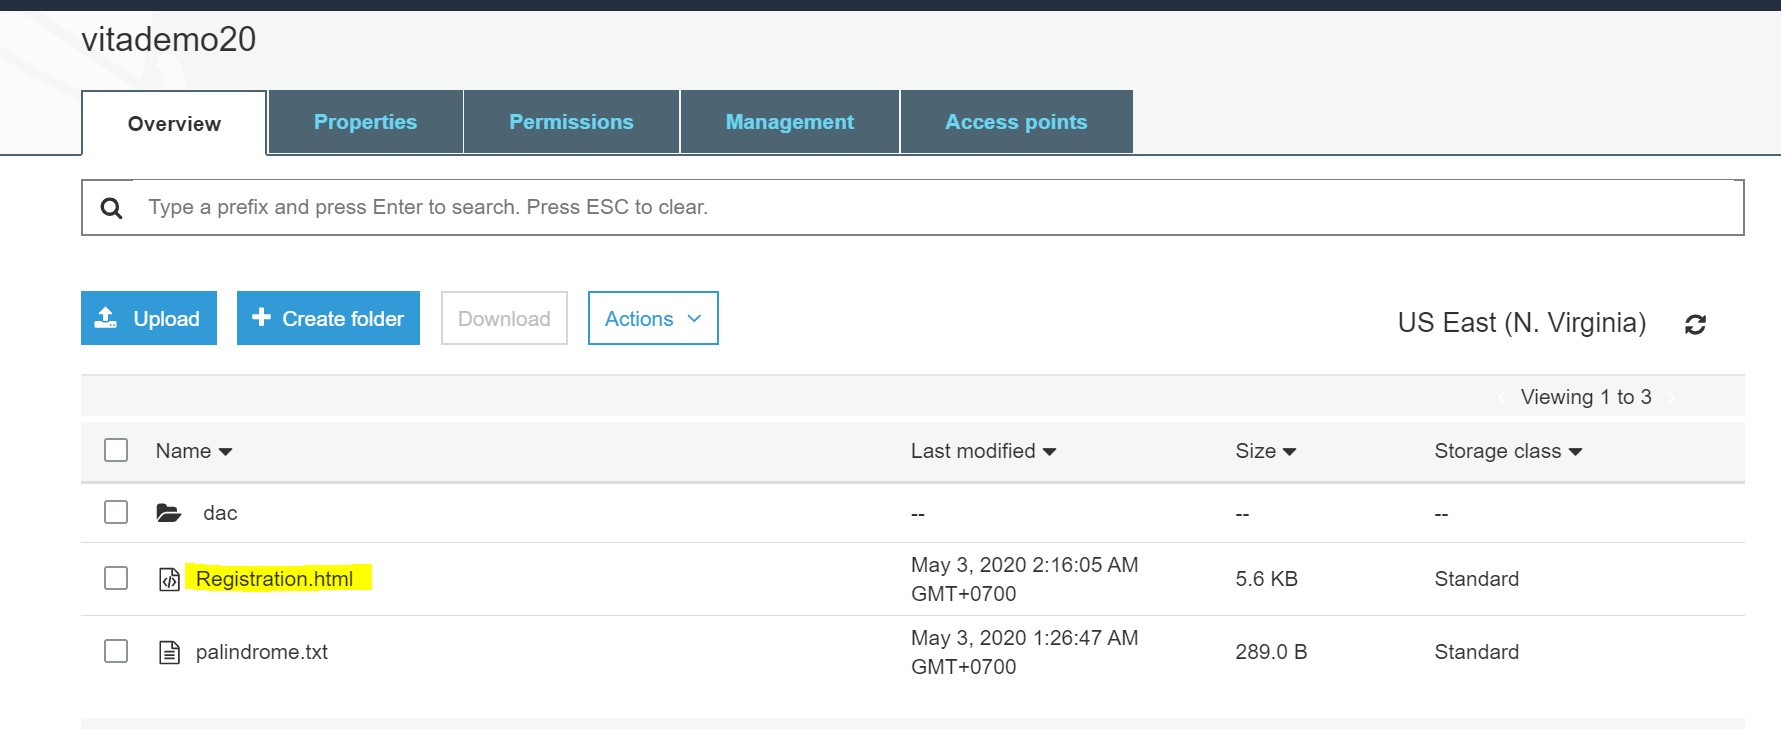 vitademo20
Overview Properties Permissions Management Access points
Type a prefix and press Enter to search. Press ESC to clear.
Upload Create folder Download Actions US East (N. Virginia)
Viewing 1 to 3
Name Last modified Size Storage class
dac -- -- --
Registration.html May 3, 2020 2:16:05 AM 5.6 KB Standard
GMT+0700
palindrome.txt May 3, 2020 1:26:47 AM 289.0 B Standard
GMT+0700